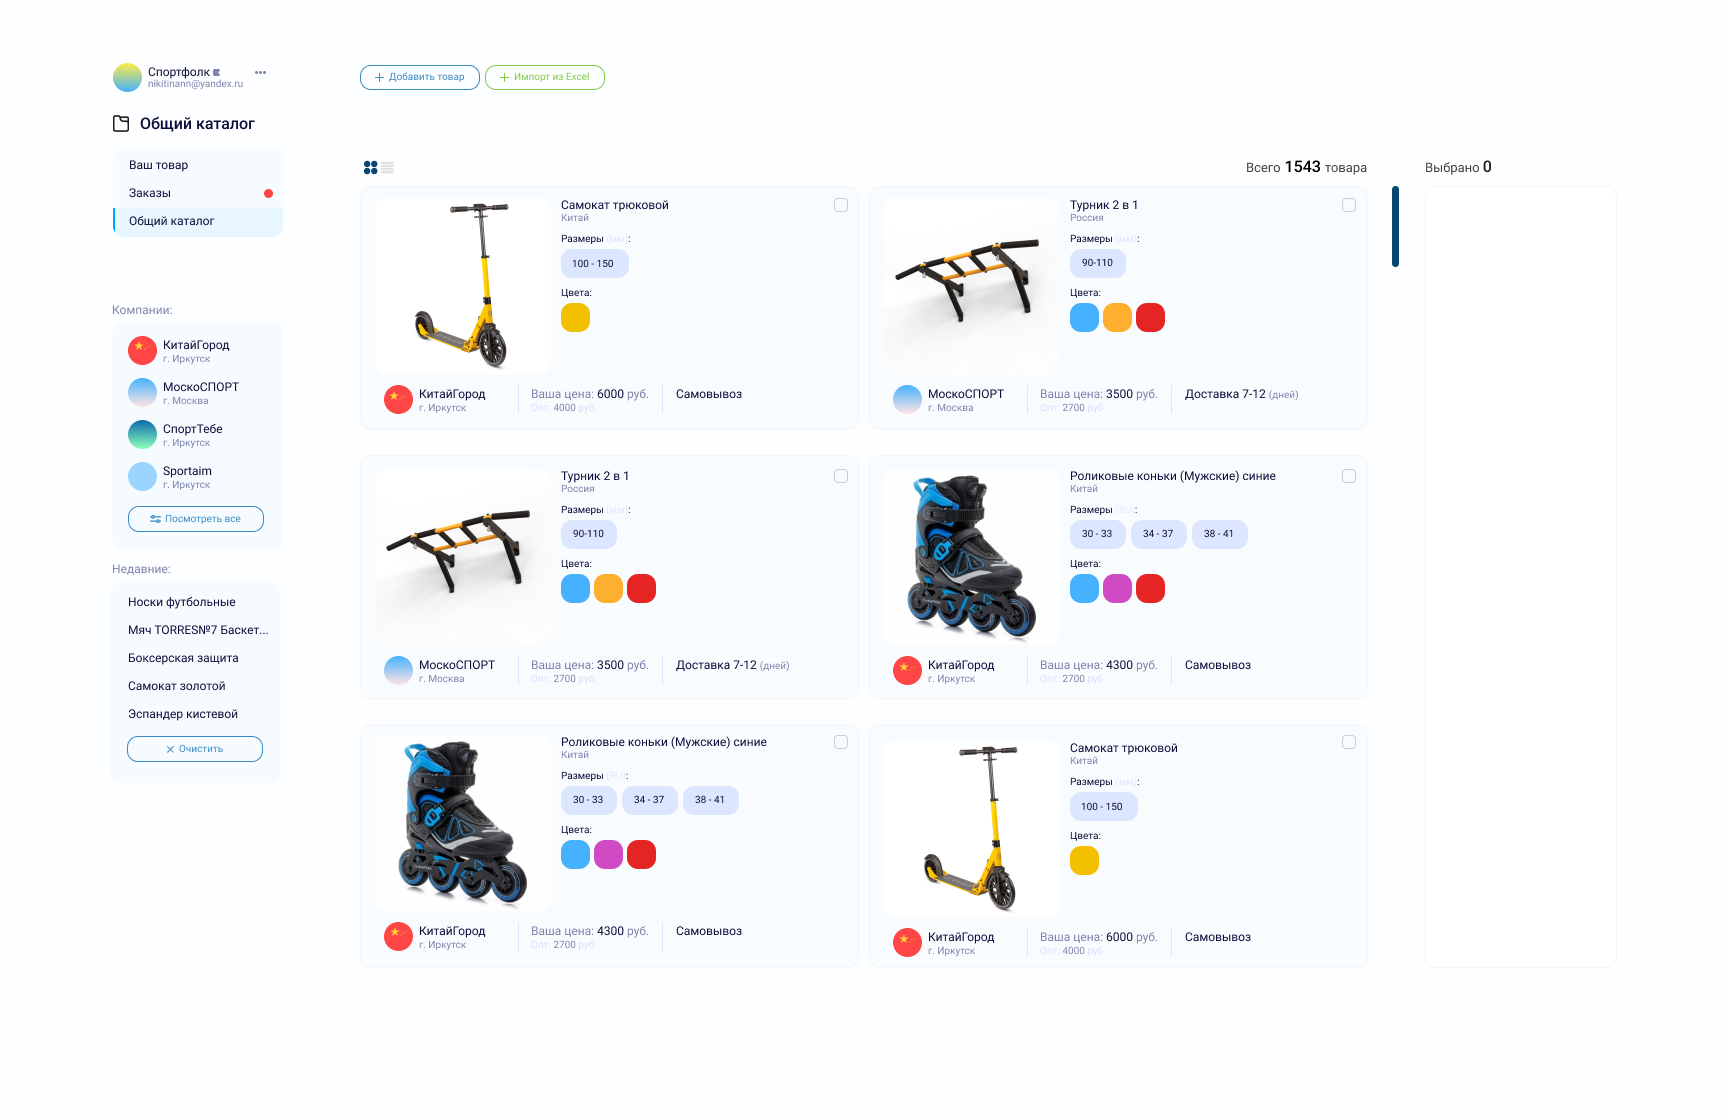 Спортфолк
nikitinann@yandex.ru
Добавить товар
Импорт из Excel
Общий каталог
Ваш товар
Заказы
Общий каталог
Компании:
КитайГород
г. Иркутск
МоскоСПОРТ
г. Москва
СпортТебе
г. Иркутск
Sportaim
г. Иркутск
Посмотреть все
Недавние:
Носки футбольные
Мяч TORRES№7 Баскет...
Боксерская защита
Самокат золотой
Эспандер кистевой
Очистить
Всего 1543 товара
Выбрано 0
Самокат трюковой
Китай
Размеры (мм):
100 - 150
Цвета:
КитайГород
г. Иркутск
Ваша цена: 6000 руб.
Опт: 4000 руб.
Самовывоз
Турник 2 в 1
Россия
Размеры (мм):
90-110
Цвета:
МоскоСПОРТ
г. Москва
Ваша цена: 3500 руб.
Опт: 2700 руб.
Доставка 7-12 (дней)
Турник 2 в 1
Россия
Размеры (мм):
90-110
Цвета:
МоскоСПОРТ
г. Москва
Ваша цена: 3500 руб.
Опт: 2700 руб.
Доставка 7-12 (дней)
Роликовые коньки (Мужские) синие
Китай
Размеры (RU):
30 - 33 34 - 37 38 - 41
Цвета:
КитайГород
г. Иркутск
Ваша цена: 4300 руб.
Опт: 2700 руб.
Самовывоз
Роликовые коньки (Мужские) синие
Китай
Размеры (RU):
30 - 33 34 - 37 38 - 41
Цвета:
КитайГород
г. Иркутск
Ваша цена: 4300 руб.
Опт: 2700 руб.
Самовывоз
Самокат трюковой
Китай
Размеры (мм):
100 - 150
Цвета:
КитайГород
г. Иркутск
Ваша цена: 6000 руб.
Опт: 4000 руб.
Самовывоз